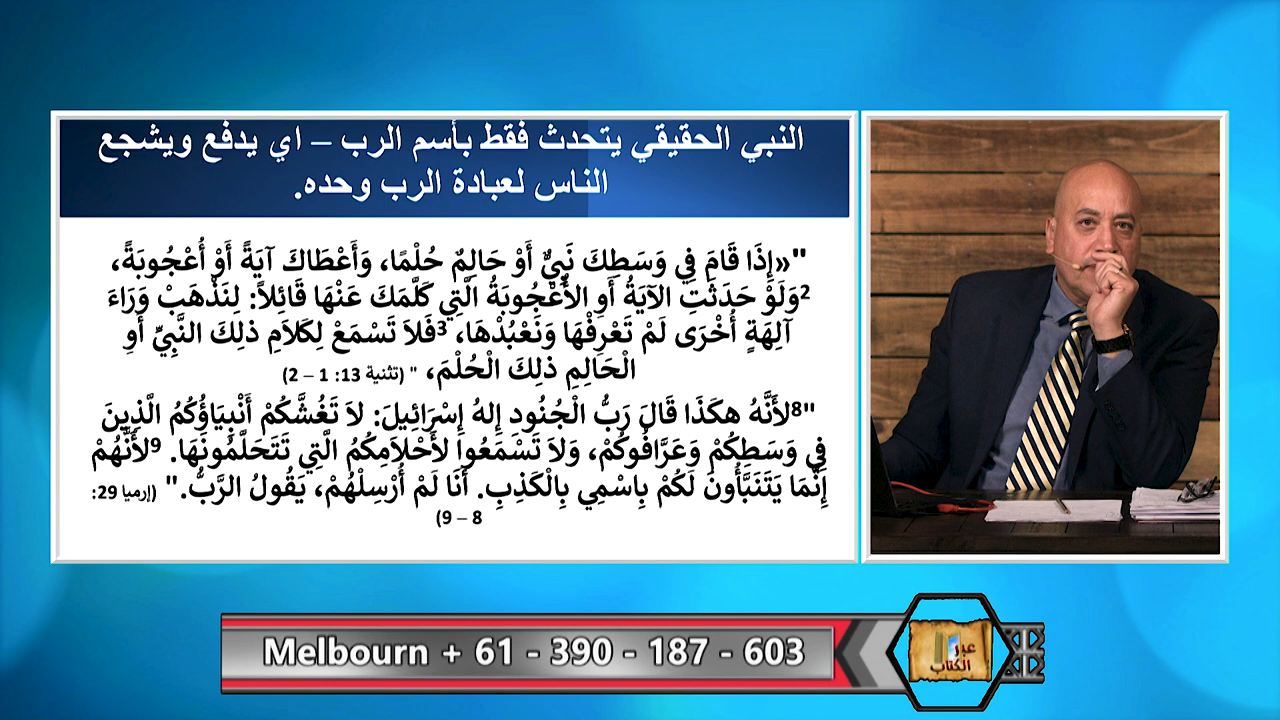 النبي الحقيقي يتحدث فقط بأسم الرب – اي يدفع ويشجع
الناس لعبادة الرب وحده.
"«إِذَا قَامَ فِي وَسَطِكَ نَبِيٌّ أَوْ حَالِمٌ حُلْمًا، وَأَعْطَاكَ آيَةً أَوْ أُعْجُوبَةً،
2وَلَوْ حَدَثَتِ الآيَةُ أَوِ الأُعْجُوبَةُ الَّتِي كَلَّمَكَ عَنْهَا قَائِلاً: لِنَذْهَبْ وَرَاءَ
آلِهَةٍ أُخْرَى لَمْ تَعْرِفْهَا وَنَعْبُدْهَا، 3فَلاَ تَسْمَعْ لِكَلاَمِ ذلِكَ النَّبِيِّ أَوِ
الْحَالِمِ ذلِكَ الْحُلْمَ، " (تثنية 13: 1 – 2)
"8لأَنَّهُ هكَذَا قَالَ رَبُّ الْجُنُودِ إِلهُ إِسْرَائِيلَ: لاَ تَغُشَّكُمْ أَنْبِيَاؤُكُمُ الَّذِينَ
فِي وَسَطِكُمْ وَعَرَّافُوكُمْ، وَلاَ تَسْمَعُوا لأَحْلاَمِكُمُ الَّتِي تَتَحَلَّمُونَهَا. 9لأَنَّهُمْ
إِنَّمَا يَتَنَبَّأُونَ لَكُمْ بِاسْمِي بِالْكَذِبِ. أَنَا لَمْ أُرْسِلْهُمْ، يَقُولُ الرَّبُّ." (إرميا 29:
8 – 9)
Melbourn + 61 - 390 - 187 - 603
عبر
الكتاب